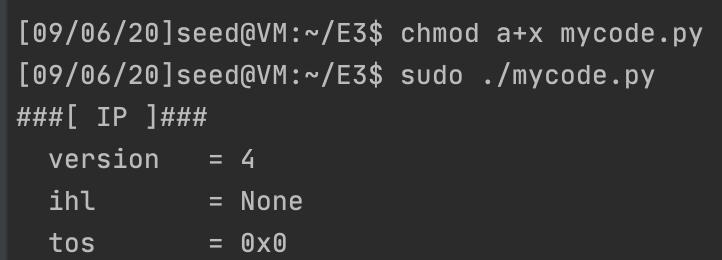 [09/06/20]seed@VM:~/E3$ chmod a+x mycode.py
[09/06/20]seed@VM:~/E3$ sudo ./mycode.py
###[ IP ]###
  version   = 4
  ihl       = None
  tos       = 0x0